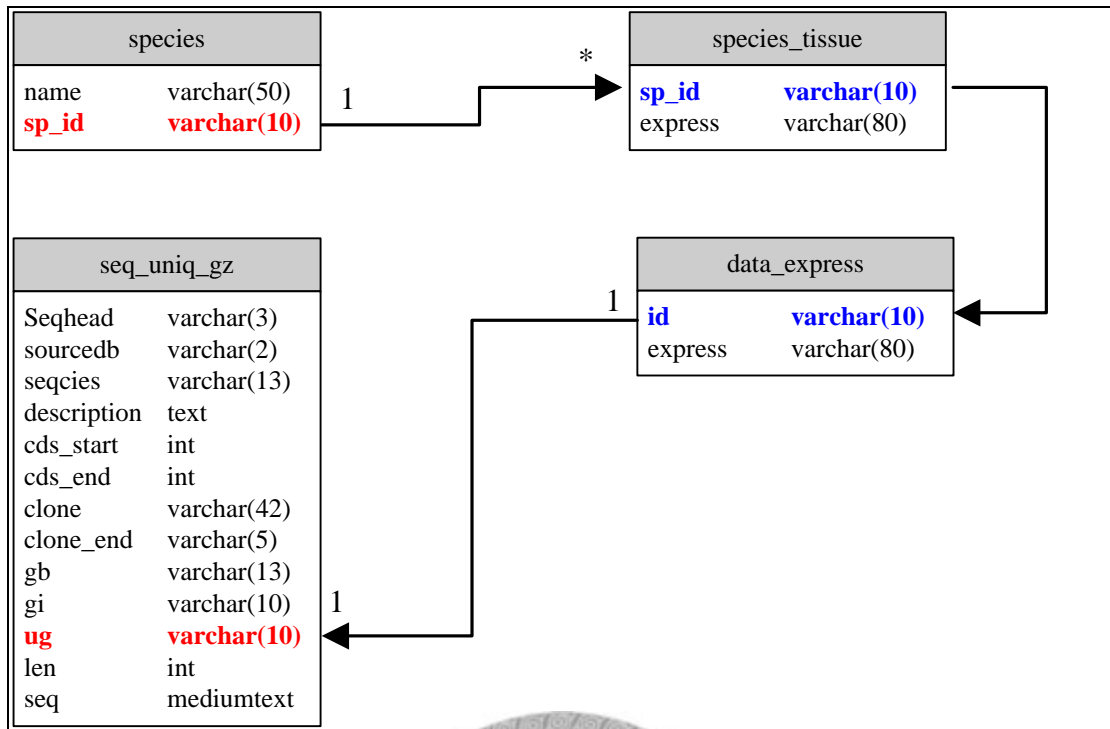 species
name varchar(50)
sp_id varchar(10)
1
*
species_tissue
sp_id varchar(10)
express varchar(80)
seq_uniq_gz
Seqhead varchar(3)
sourcedb varchar(2)
seqcies varchar(13)
description text
cds_start int
cds_end int
clone varchar(42)
clone_end varchar(5)
gb varchar(13)
gi varchar(10)
ug varchar(10)
len int
seq mediumtext
1
1
data_express
id varchar(10)
express varchar(80)